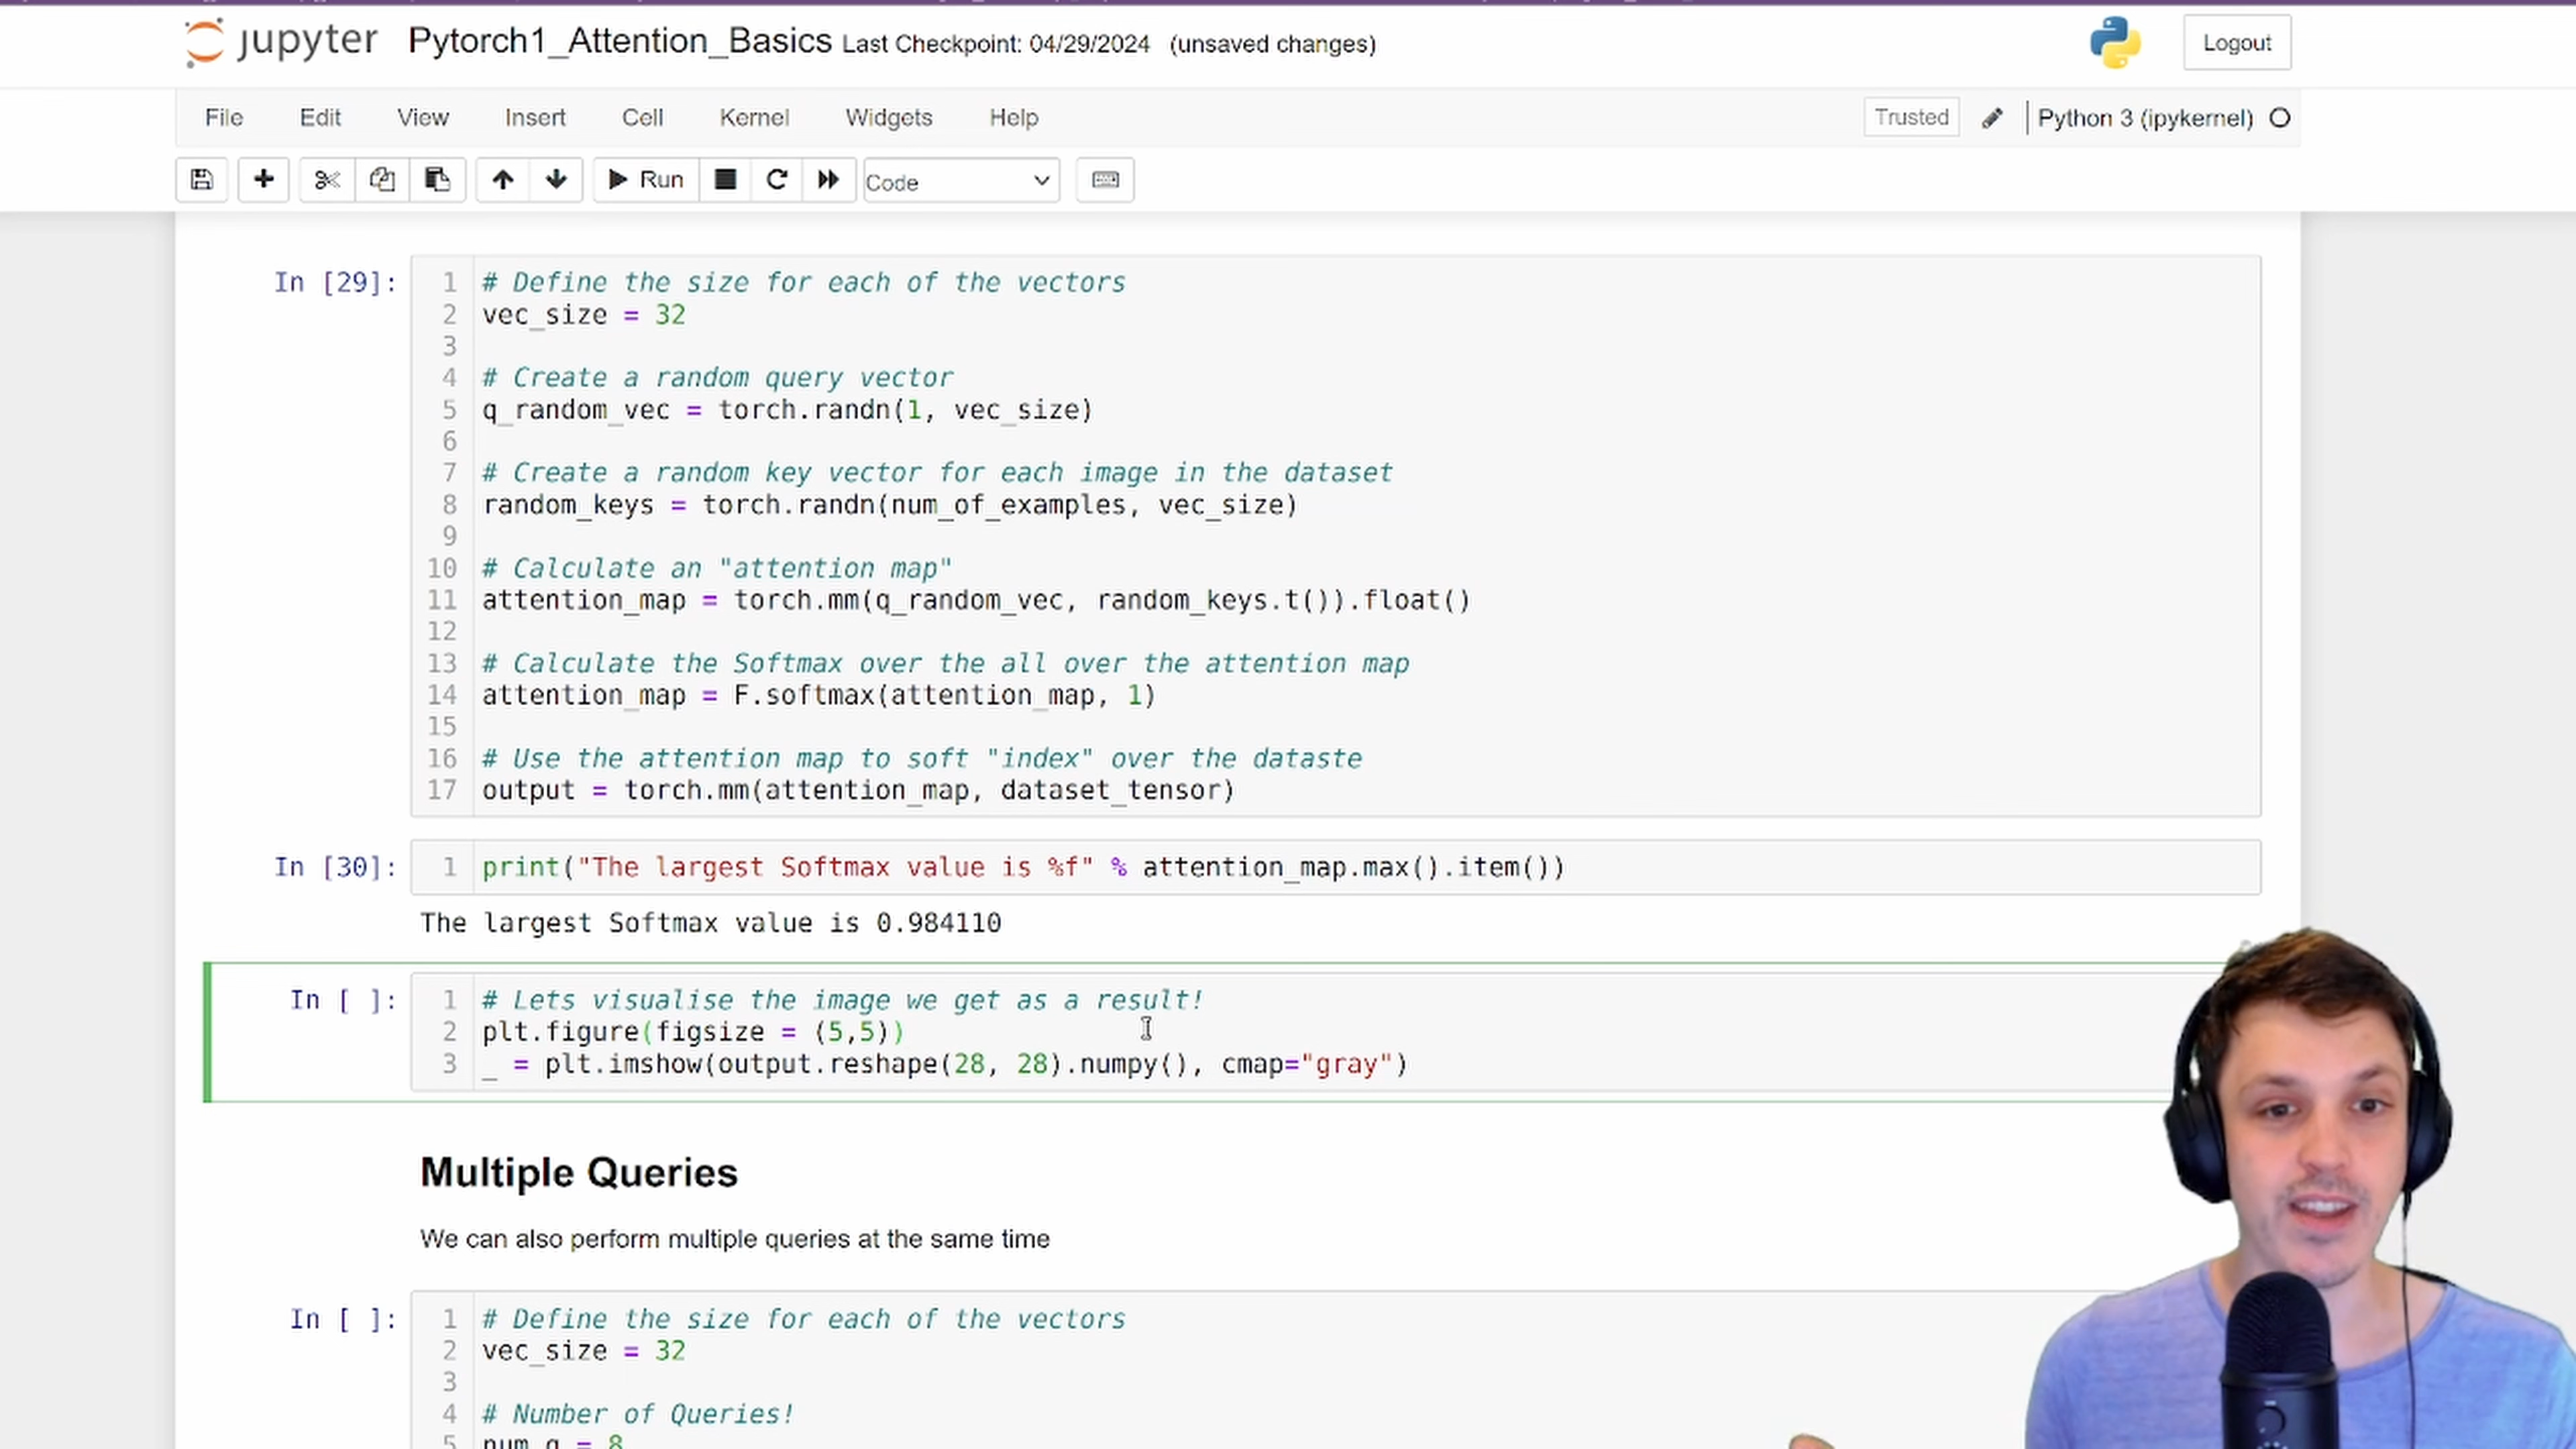 jupyter Pytorch1_Attention_Basics Last Checkpoint: 04/29/2024 (unsaved changes) Logout
File Edit View Insert Cell Kernel Widgets Help Trusted Python 3 (ipykernel)
Run Code
In [29]:
1 # Define the size for each of the vectors
2 vec_size = 32
3
4 # Create a random query vector
5 q_random_vec = torch.randn(1, vec_size)
6
7 # Create a random key vector for each image in the dataset
8 random_keys = torch.randn(num_of_examples, vec_size)
9
10 # Calculate an "attention map"
11 attention_map = torch.mm(q_random_vec, random_keys.t()).float()
12
13 # Calculate the Softmax over the all over the attention map
14 attention_map = F.softmax(attention_map, 1)
15
16 # Use the attention map to soft "index" over the dataste
17 output = torch.mm(attention_map, dataset_tensor)
In [30]:
1 print("The largest Softmax value is %f" % attention_map.max().item())
The largest Softmax value is 0.984110
In [ ]:
1 # Lets visualise the image we get as a result!
2 plt.figure(figsize = (5,5))
3 _ = plt.imshow(output.reshape(28, 28).numpy(), cmap="gray")
Multiple Queries
We can also perform multiple queries at the same time
In [ ]:
1 # Define the size for each of the vectors
2 vec_size = 32
3
4 # Number of Queries!
5 num_q = 8